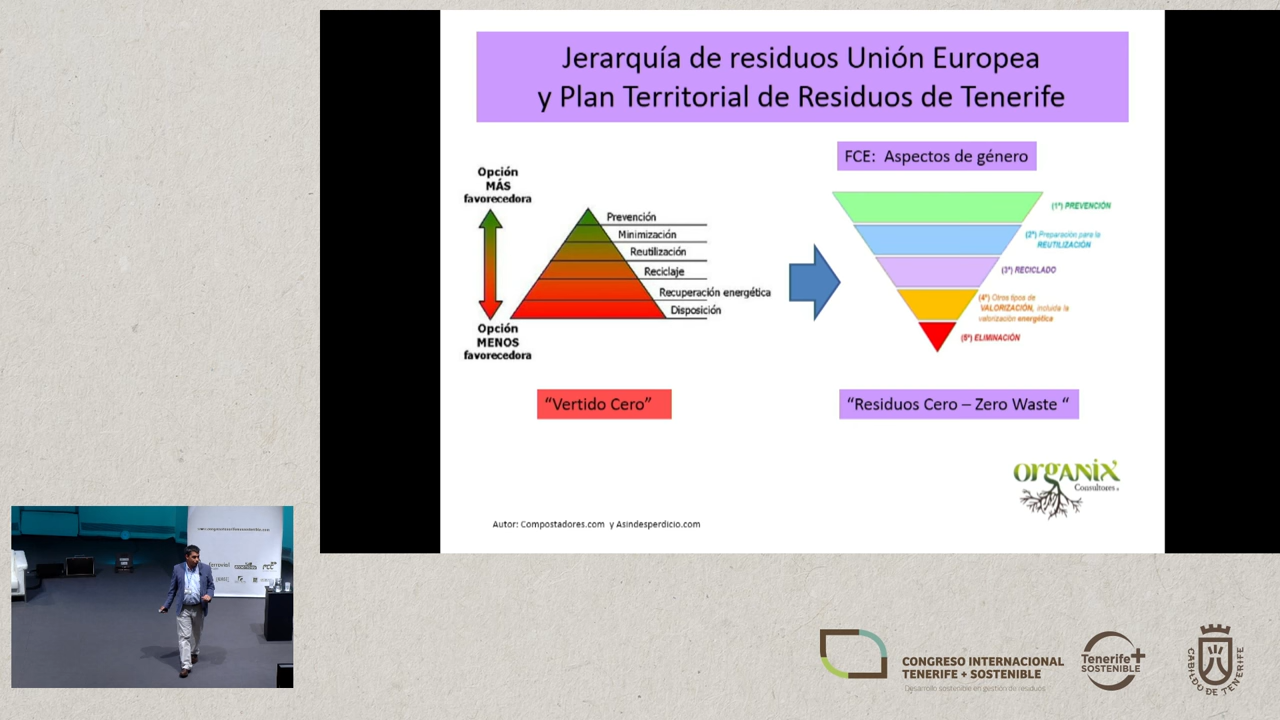 Jerarquía de residuos Unión Europea
y Plan Territorial de Residuos de Tenerife
FCE: Aspectos de género
Opción
MÁS
favorecedora
Prevención
Minimización
Reutilización
Reciclaje
Recuperación energética
Disposición
Opción
MENOS
favorecedora
(1º) PREVENCIÓN
(2º) Preparación para la
REUTILIZACIÓN
(3º) RECICLADO
(4º) Otros tipos de
VALORIZACIÓN, incluida la
valorización energética
(5º) ELIMINACIÓN
“Vertido Cero”
“Residuos Cero – Zero Waste “
organix
Consultores
Autor: Compostadores.com y Asindesperdicio.com
CONGRESO INTERNACIONAL
TENERIFE + SOSTENIBLE
Desarrollo sostenible en gestión de residuos
Tenerife+
SOSTENIBLE
CABILDO DE TENERIFE